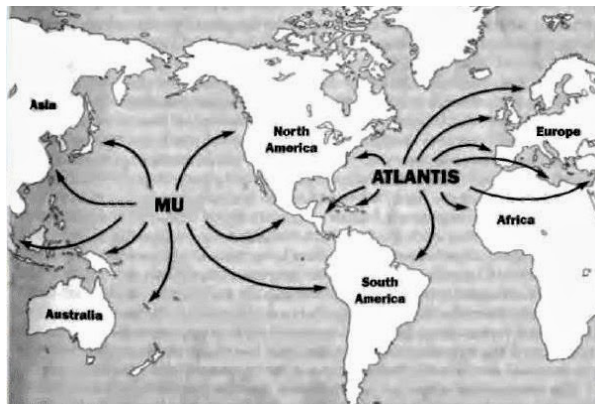 Asia
North
America
Europe
ATLANTIS
MU
Africa
South
America
Australia